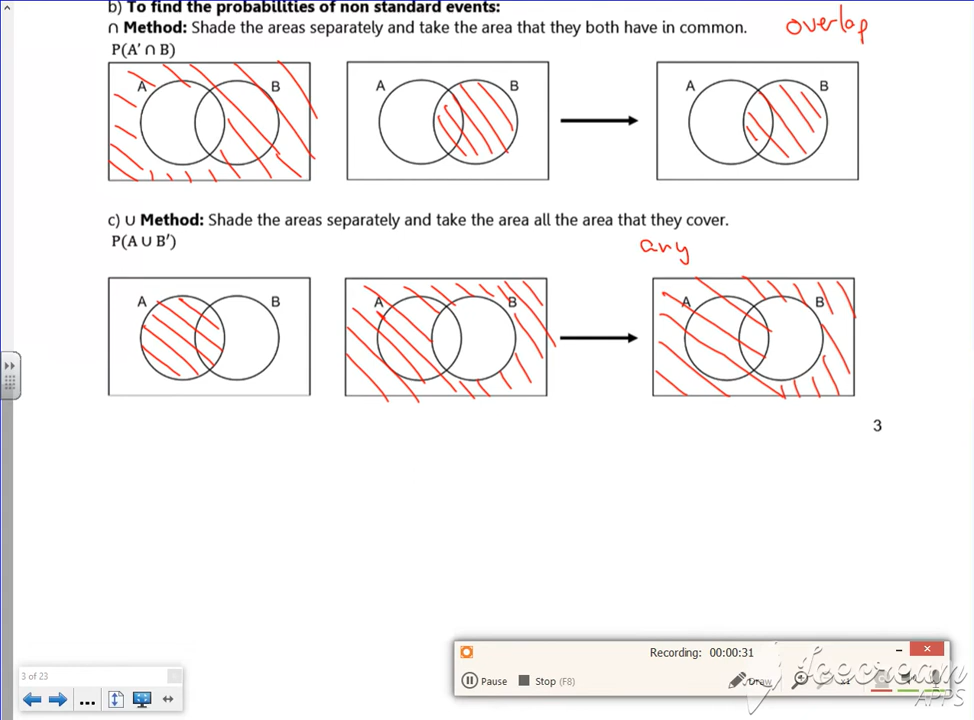 b) To find the probabilities of non standard events:
∩ Method: Shade the areas separately and take the area that they both have in common.
overlap
P(A′ ∩ B)
A B
A B
A B
c) ∪ Method: Shade the areas separately and take the area all the area that they cover.
P(A ∪ B′)
any
A B
A B
A B
3
Recording: 00:00:31
3 of 23
Pause
Stop (F8)
Draw
Icecream
APPS